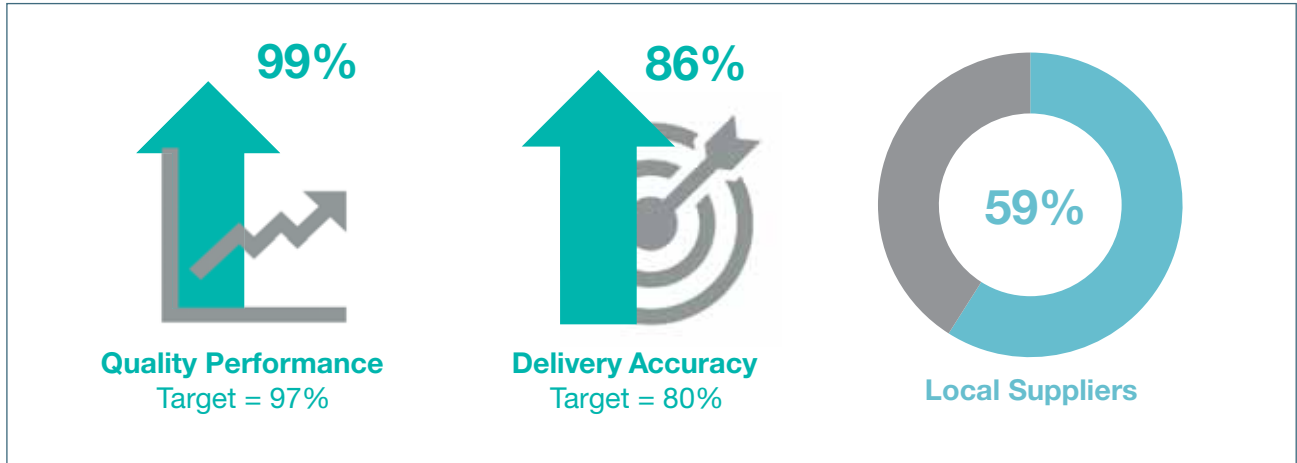 99%
Quality Performance
Target = 97%
86%
Delivery Accuracy
Target = 80%
59%
Local Suppliers